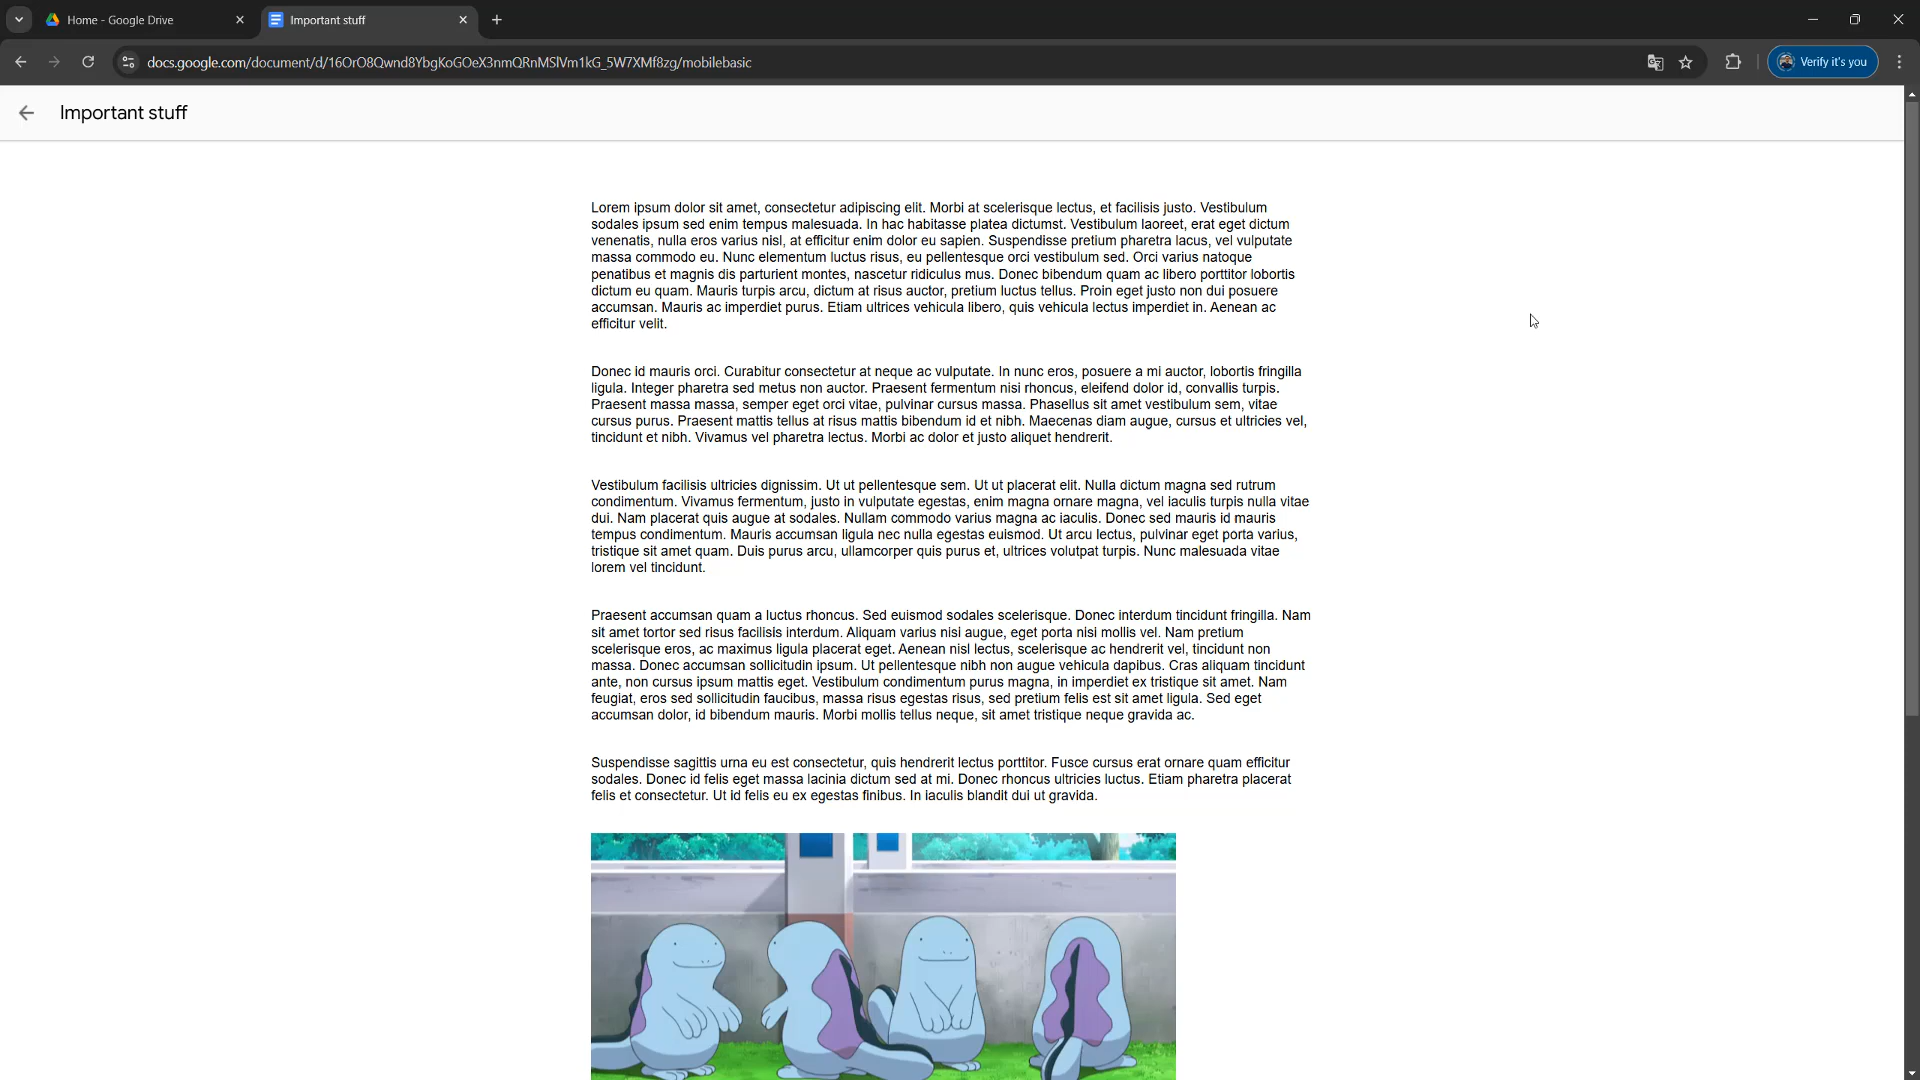 Home - Google Drive
Important stuff
docs.google.com/document/d/16OrO8Qwnd8YbgKoGOeX3nmQRnMSlVm1kG_5W7XMf8zg/mobilebasic
Verify it's you
Important stuff
Lorem ipsum dolor sit amet, consectetur adipiscing elit. Morbi at scelerisque lectus, et facilisis justo. Vestibulum
sodales ipsum sed enim tempus malesuada. In hac habitasse platea dictumst. Vestibulum laoreet, erat eget dictum
venenatis, nulla eros varius nisl, at efficitur enim dolor eu sapien. Suspendisse pretium pharetra lacus, vel vulputate
massa commodo eu. Nunc elementum luctus risus, eu pellentesque orci vestibulum sed. Orci varius natoque
penatibus et magnis dis parturient montes, nascetur ridiculus mus. Donec bibendum quam ac libero porttitor lobortis
dictum eu quam. Mauris turpis arcu, dictum at risus auctor, pretium luctus tellus. Proin eget justo non dui posuere
accumsan. Mauris ac imperdiet purus. Etiam ultrices vehicula libero, quis vehicula lectus imperdiet in. Aenean ac
efficitur velit.
Donec id mauris orci. Curabitur consectetur at neque ac vulputate. In nunc eros, posuere a mi auctor, lobortis fringilla
ligula. Integer pharetra sed metus non auctor. Praesent fermentum nisi rhoncus, eleifend dolor id, convallis turpis.
Praesent massa massa, semper eget orci vitae, pulvinar cursus massa. Phasellus sit amet vestibulum sem, vitae
cursus purus. Praesent mattis tellus at risus mattis bibendum id et nibh. Maecenas diam augue, cursus et ultricies vel,
tincidunt et nibh. Vivamus vel pharetra lectus. Morbi ac dolor et justo aliquet hendrerit.
Vestibulum facilisis ultricies dignissim. Ut ut pellentesque sem. Ut ut placerat elit. Nulla dictum magna sed rutrum
condimentum. Vivamus fermentum, justo in vulputate egestas, enim magna ornare magna, vel iaculis turpis nulla vitae
dui. Nam placerat quis augue at sodales. Nullam commodo varius magna ac iaculis. Donec sed mauris id mauris
tempus condimentum. Mauris accumsan ligula nec nulla egestas euismod. Ut arcu lectus, pulvinar eget porta varius,
tristique sit amet quam. Duis purus arcu, ullamcorper quis purus et, ultrices volutpat turpis. Nunc malesuada vitae
lorem vel tincidunt.
Praesent accumsan quam a luctus rhoncus. Sed euismod sodales scelerisque. Donec interdum tincidunt fringilla. Nam
sit amet tortor sed risus facilisis interdum. Aliquam varius nisi augue, eget porta nisi mollis vel. Nam pretium
scelerisque eros, ac maximus ligula placerat eget. Aenean nisl lectus, scelerisque ac hendrerit vel, tincidunt non
massa. Donec accumsan sollicitudin ipsum. Ut pellentesque nibh non augue vehicula dapibus. Cras aliquam tincidunt
ante, non cursus ipsum mattis eget. Vestibulum condimentum purus magna, in imperdiet ex tristique sit amet. Nam
feugiat, eros sed sollicitudin faucibus, massa risus egestas risus, sed pretium felis est sit amet ligula. Sed eget
accumsan dolor, id bibendum mauris. Morbi mollis tellus neque, sit amet tristique neque gravida ac.
Suspendisse sagittis urna eu est consectetur, quis hendrerit lectus porttitor. Fusce cursus erat ornare quam efficitur
sodales. Donec id felis eget massa lacinia dictum sed at mi. Donec rhoncus ultricies luctus. Etiam pharetra placerat
felis et consectetur. Ut id felis eu ex egestas finibus. In iaculis blandit dui ut gravida.